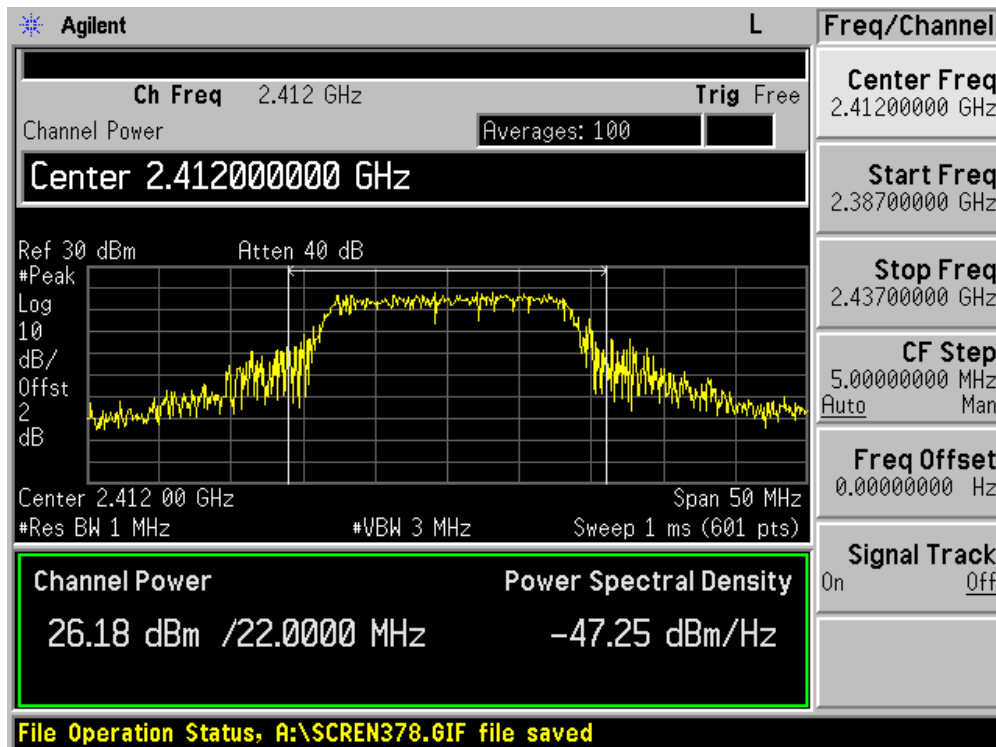 Agilent L Freq/Channel
Ch Freq 2.412 GHz Trig Free
Channel Power Averages: 100
Center 2.412000000 GHz
Ref 30 dBm Atten 40 dB
#Peak
Log
10
dB/
Offst
2
dB
Center 2.412 00 GHz Span 50 MHz
#Res BW 1 MHz #VBW 3 MHz Sweep 1 ms (601 pts)
Channel Power Power Spectral Density
26.18 dBm /22.0000 MHz -47.25 dBm/Hz
File Operation Status, A:\SCREN378.GIF file saved
Center Freq
2.41200000 GHz
Start Freq
2.38700000 GHz
Stop Freq
2.43700000 GHz
CF Step
5.00000000 MHz
Auto Man
Freq Offset
0.00000000 Hz
Signal Track
On Off